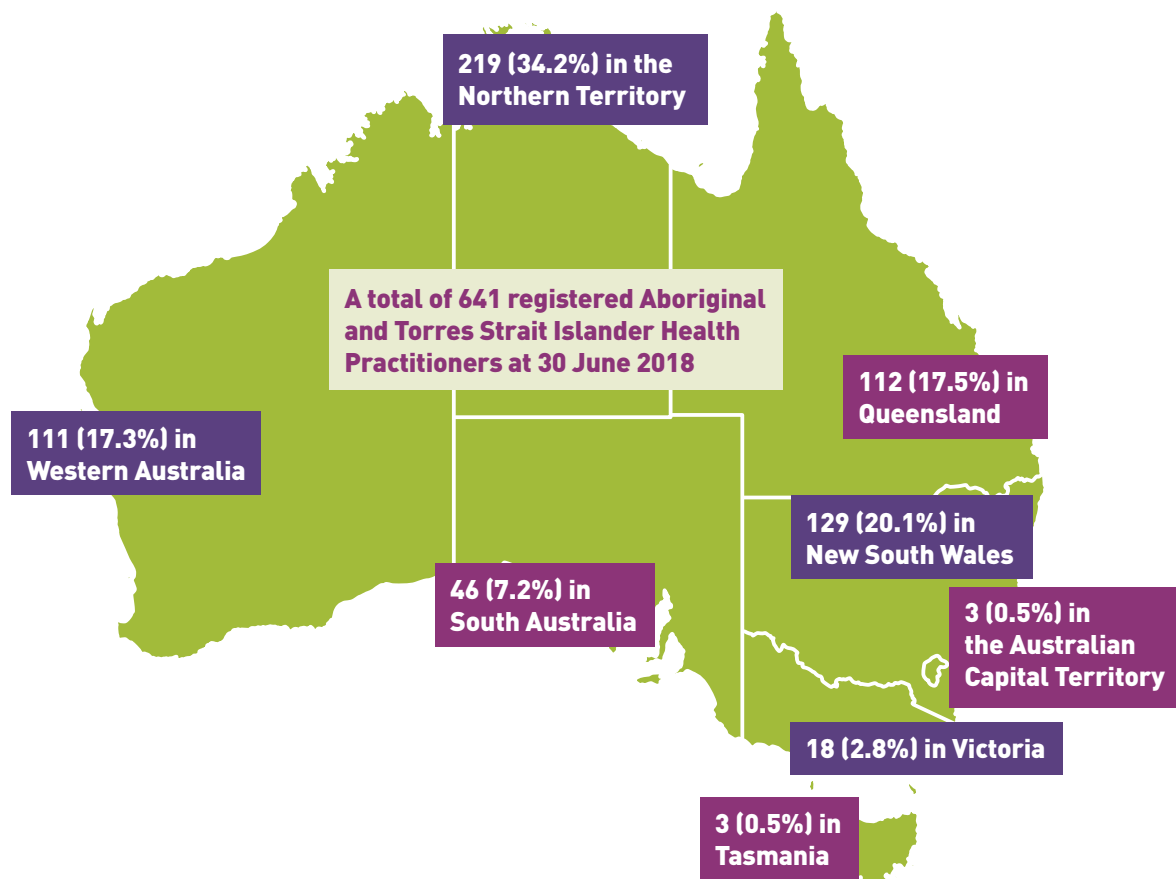 219 (34.2%) in the
Northern Territory
A total of 641 registered Aboriginal
and Torres Strait Islander Health
Practitioners at 30 June 2018
112 (17.5%) in
Queensland
111 (17.3%) in
Western Australia
129 (20.1%) in
New South Wales
46 (7.2%) in
South Australia
3 (0.5%) in
the Australian
Capital Territory
18 (2.8%) in Victoria
3 (0.5%) in
Tasmania